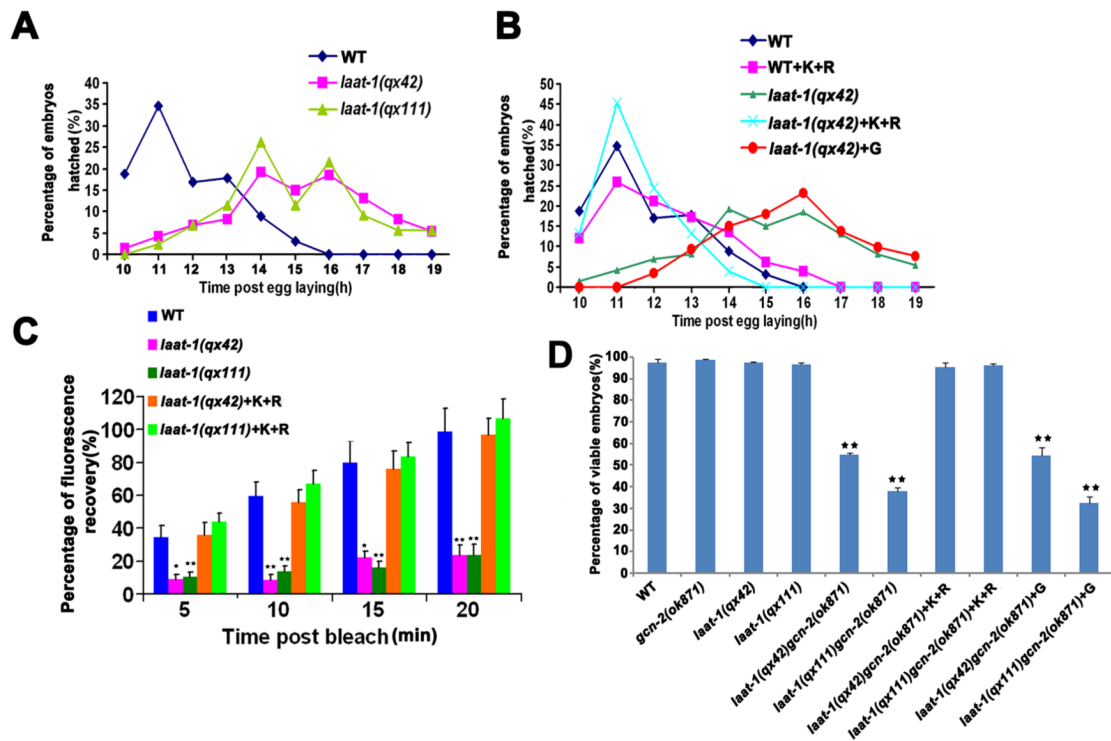 A
WT
laat-1(qx42)
laat-1(qx111)
Percentage of embryos
hatched (%)
40
35
30
25
20
15
10
5
0
10 11 12 13 14 15 16 17 18 19
Time post egg laying(h)
B
WT
WT+K+R
laat-1(qx42)
laat-1(qx42)+K+R
laat-1(qx42)+G
Percentage of embryos
hatched(%)
50
45
40
35
30
25
20
15
10
5
0
10 11 12 13 14 15 16 17 18 19
Time post egg laying(h)
C
WT
laat-1(qx42)
laat-1(qx111)
laat-1(qx42)+K+R
laat-1(qx111)+K+R
Percentage of fluorescence
recovery(%)
120
100
80
60
40
20
0
* ** ** ** * ** ** **
5 10 15 20
Time post bleach (min)
D
Percentage of viable embryos(%)
100
90
80
70
60
50
40
30
20
10
0
★★ ★★ ★★ ★★
WT
gcn-2(ok871)
laat-1(qx42)
laat-1(qx111)
laat-1(qx42)gcn-2(ok871)
laat-1(qx111)gcn-2(ok871)
laat-1(qx42)gcn-2(ok871)+K+R
laat-1(qx111)gcn-2(ok871)+K+R
laat-1(qx42)gcn-2(ok871)+G
laat-1(qx111)gcn-2(ok871)+G